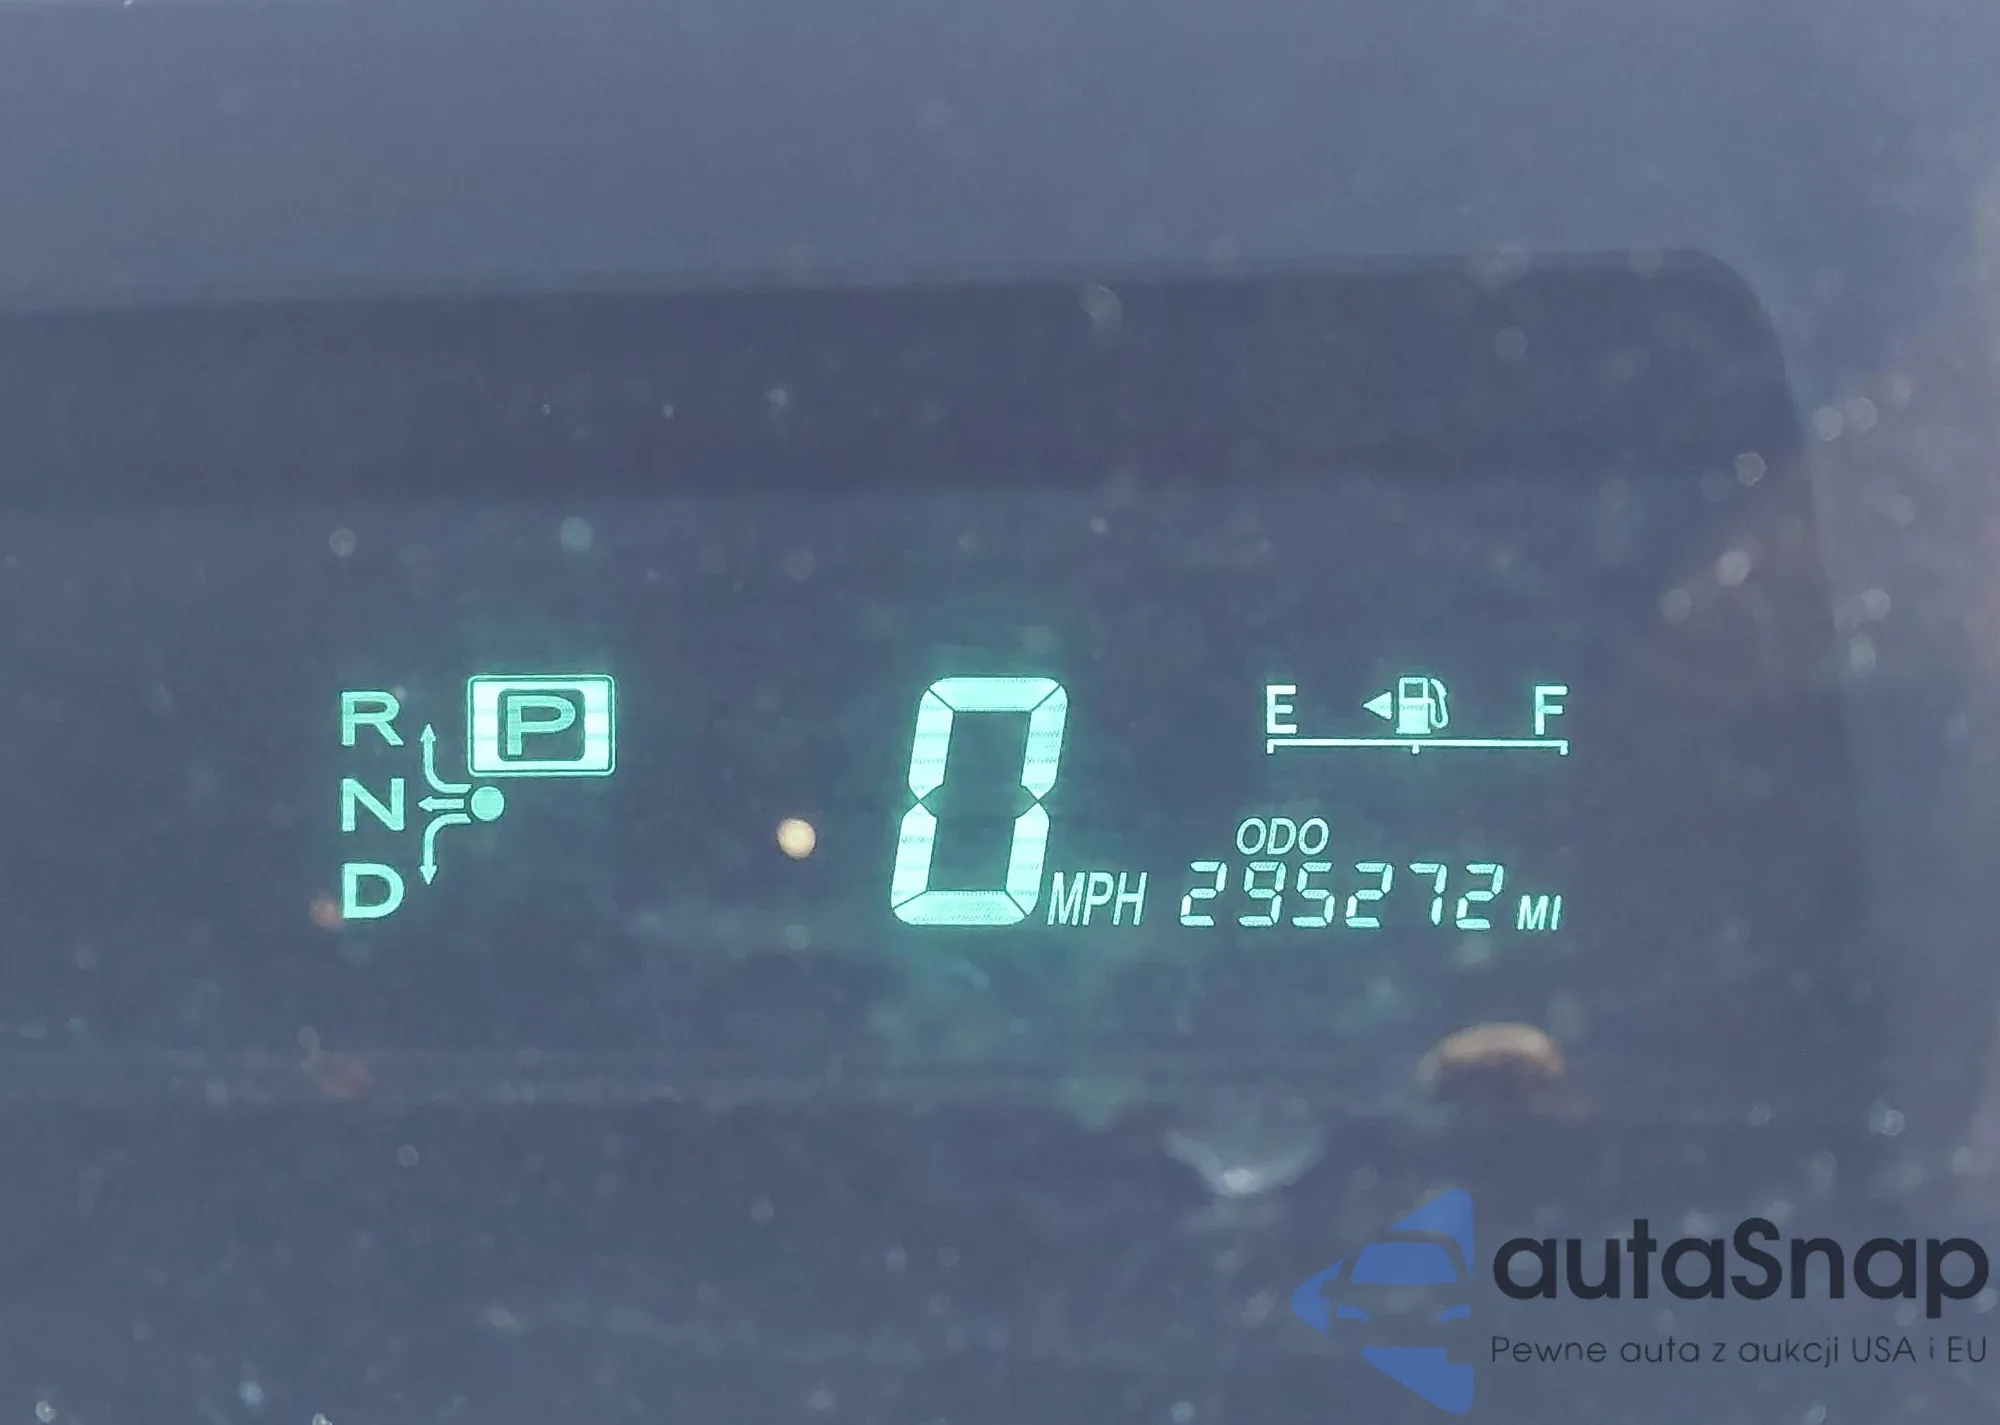 R P
N
D
0 MPH
E F
ODO
295272 MI
autaSnap
Pewne auta z aukcji USA i EU